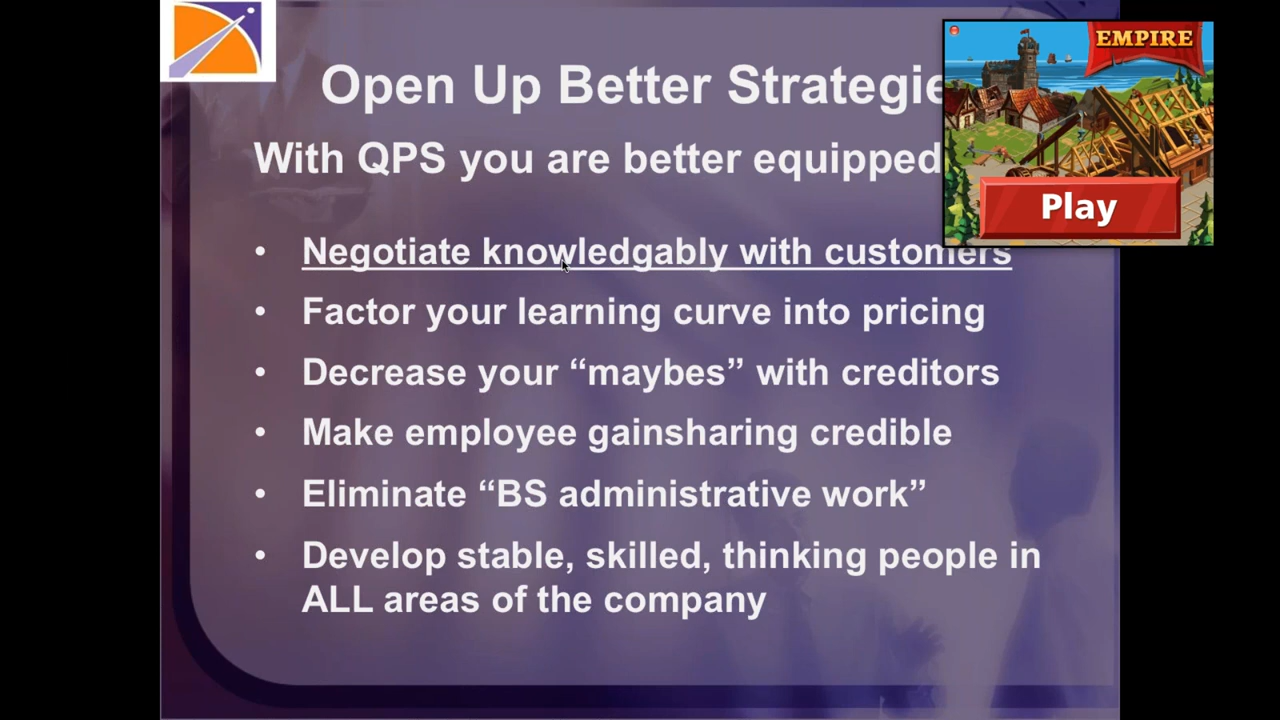 Open Up Better Strategie
With QPS you are better equipped
EMPIRE
Play
• Negotiate knowledgably with customers
• Factor your learning curve into pricing
• Decrease your “maybes” with creditors
• Make employee gainsharing credible
• Eliminate “BS administrative work”
• Develop stable, skilled, thinking people in
ALL areas of the company